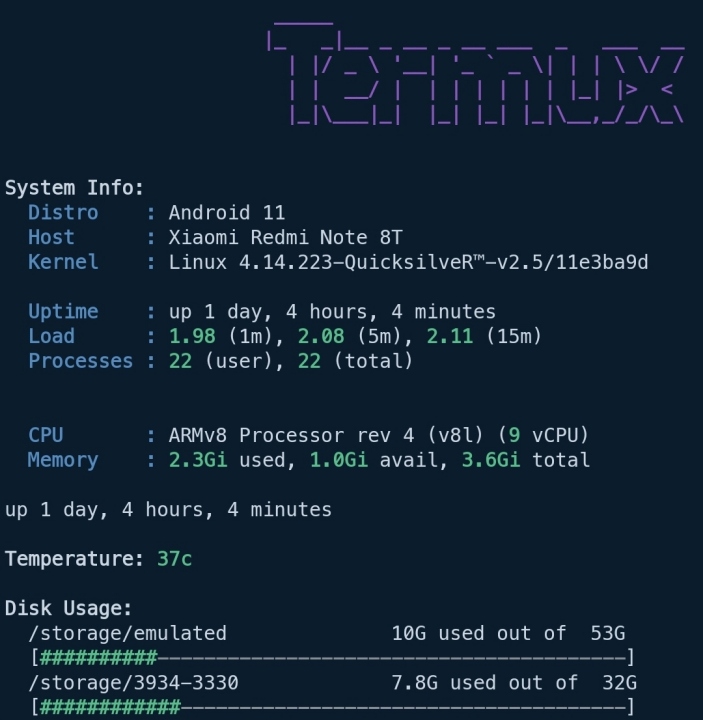 Termux
System Info:
Distro : Android 11
Host : Xiaomi Redmi Note 8T
Kernel : Linux 4.14.223-QuicksilveR™-v2.5/11e3ba9d
Uptime : up 1 day, 4 hours, 4 minutes
Load : 1.98 (1m), 2.08 (5m), 2.11 (15m)
Processes : 22 (user), 22 (total)
CPU : ARMv8 Processor rev 4 (v8l) (9 vCPU)
Memory : 2.3Gi used, 1.0Gi avail, 3.6Gi total
up 1 day, 4 hours, 4 minutes
Temperature: 37c
Disk Usage:
/storage/emulated 10G used out of 53G
[##########----------------------------------------]
/storage/3934-3330 7.8G used out of 32G
[############--------------------------------------]